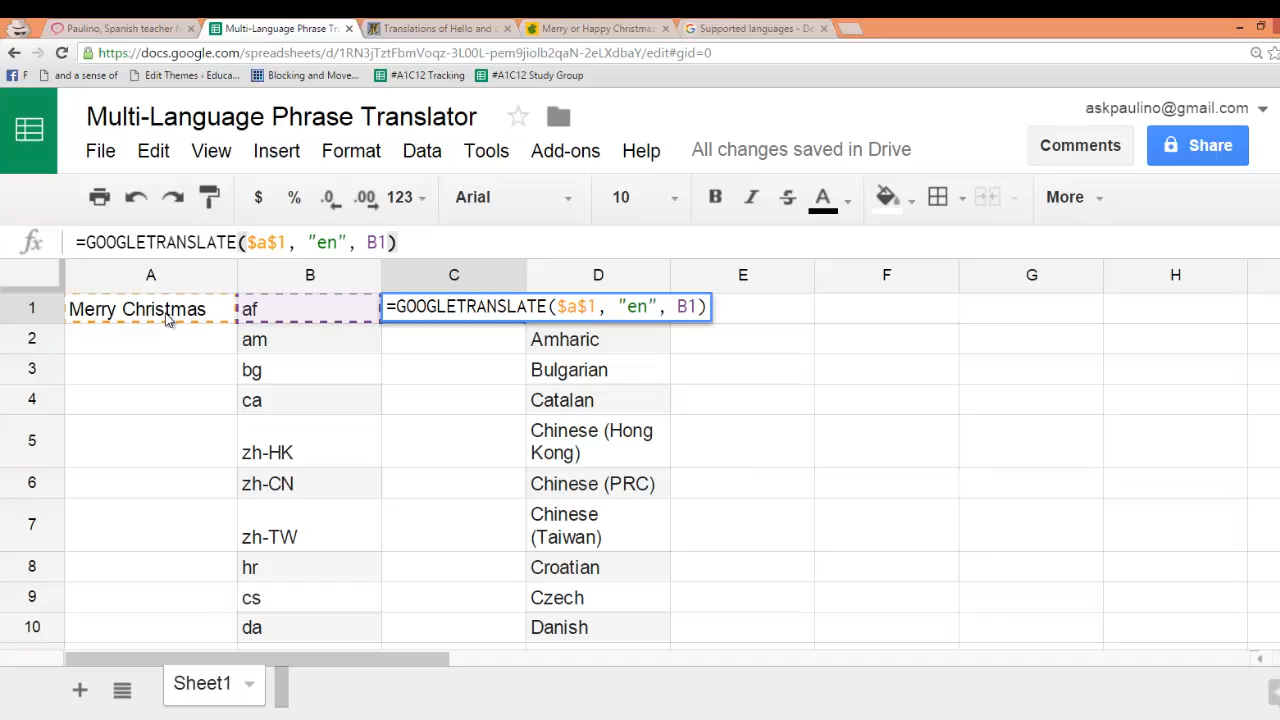 Paulino, Spanish teacher f
Multi-Language Phrase Tr
Translations of Hello and
Merry or Happy Christmas
Supported languages - De
https://docs.google.com/spreadsheets/d/1RN3jTztFbmVoqz-3L00L-pem9jiolb2qaN-2eLXdbaY/edit#gid=0
F
and a sense of
Edit Themes ‹ Educa...
Blocking and Move...
#A1C12 Tracking
#A1C12 Study Group
Multi-Language Phrase Translator
askpaulino@gmail.com
File Edit View Insert Format Data Tools Add-ons Help All changes saved in Drive
Comments
Share
$ % .0 .00 123 Arial 10 B I S A More
fx =GOOGLETRANSLATE($a$1, "en", B1)
A B C D E F G H
1 Merry Christmas af =GOOGLETRANSLATE($a$1, "en", B1)
2 am Amharic
3 bg Bulgarian
4 ca Catalan
5 zh-HK Chinese (Hong
Kong)
6 zh-CN Chinese (PRC)
7 zh-TW Chinese
(Taiwan)
8 hr Croatian
9 cs Czech
10 da Danish
Sheet1